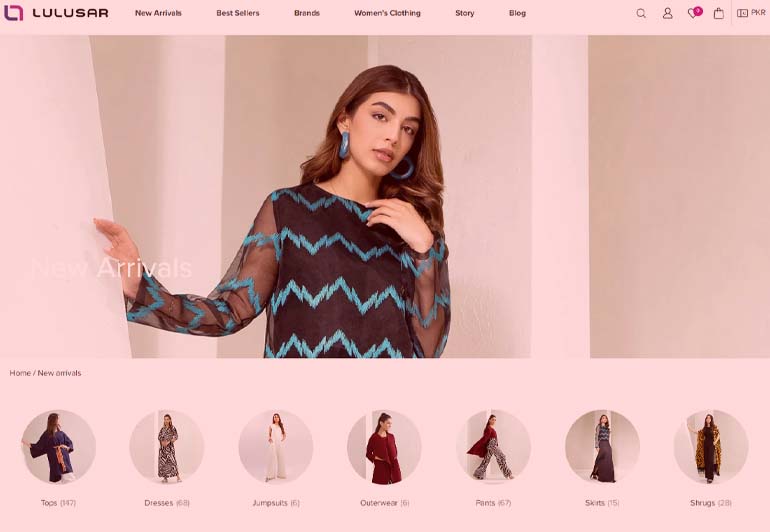 LULUSAR
New Arrivals
Best Sellers
Brands
Women's Clothing
Story
Blog
PKR
New Arrivals
Home / New arrivals
Tops (147)
Dresses (68)
Jumpsuits (6)
Outerwear (6)
Pants (67)
Skirts (15)
Shrugs (28)